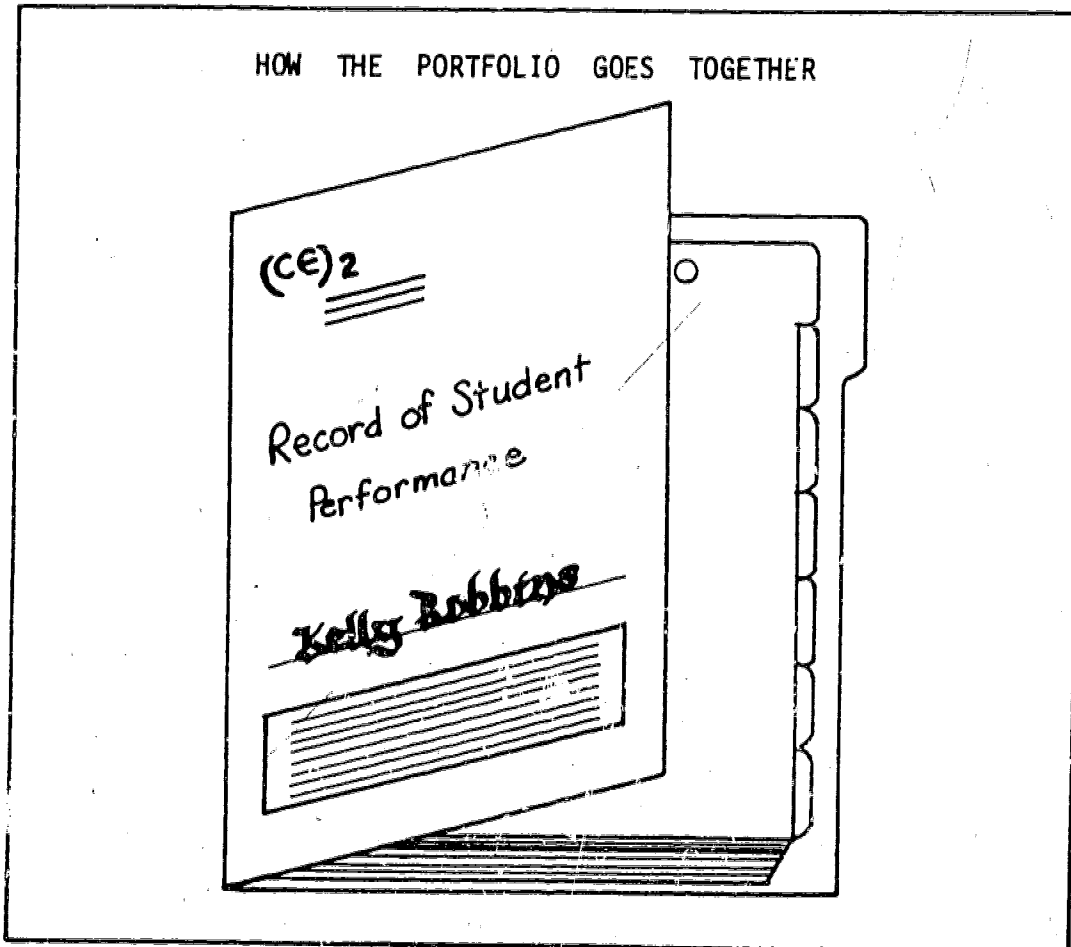 HOW THE PORTFOLIO GOES TOGETHER
(CE)2
Record of Student
Performance
Kelly Robbins